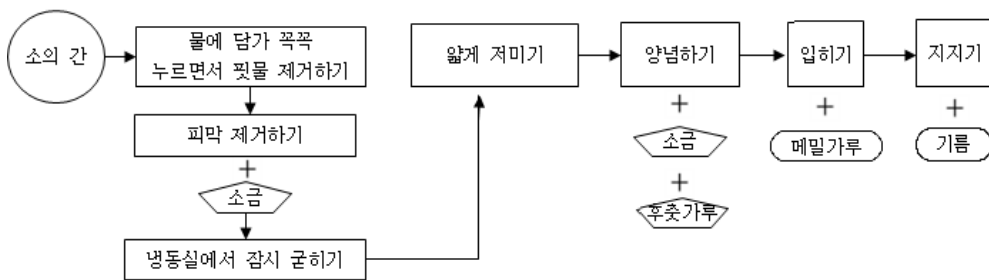 소의 간
물에 담가 꼭꼭
누르면서 핏물 제거하기
피막 제거하기
+
소금
냉동실에서 잠시 굳히기
얇게 저미기
양념하기
+
소금
+
후춧가루
입히기
+
메밀가루
지지기
+
기름